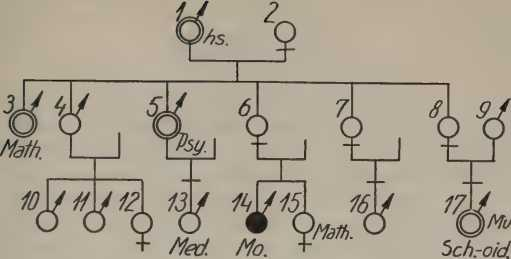 1 2
hs.
3 4 5 6 7 8 9
Math. psy.
10 11 12 13 14 15 16 17
Math. Mu
Med. Mo. Sch.-oid.